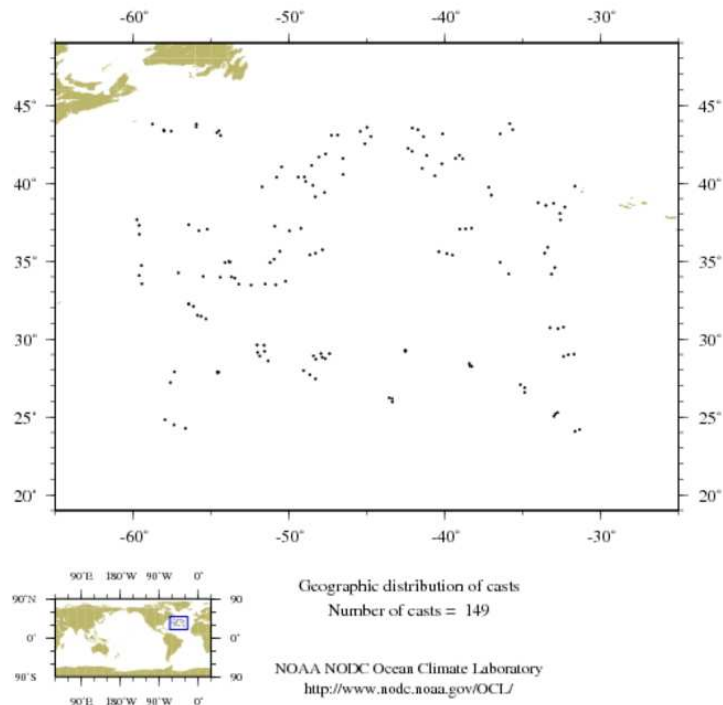 -60° -50° -40° -30°
45° 45°
40° 40°
35° 35°
30° 30°
25° 25°
20° 20°
-60° -50° -40° -30°
90°E 180°W 90°W 0°
90°N 90
0° 0°
90°S 90
90°E 180°W 90°W 0°
Geographic distribution of casts
Number of casts = 149
NOAA NODC Ocean Climate Laboratory
http://www.nodc.noaa.gov/OCL/